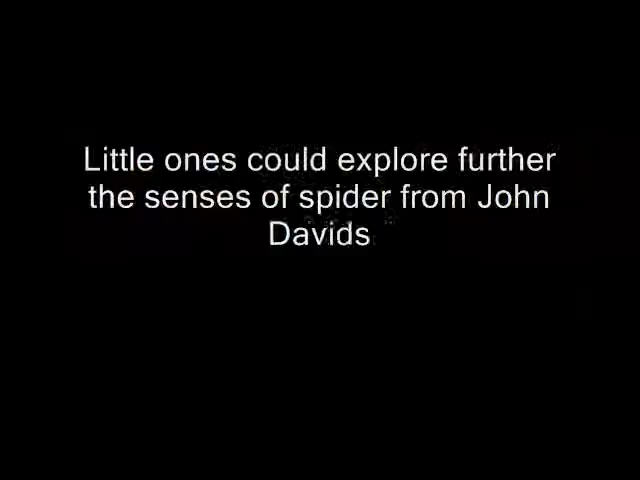 Little ones could explore further
the senses of spider from John
Davids